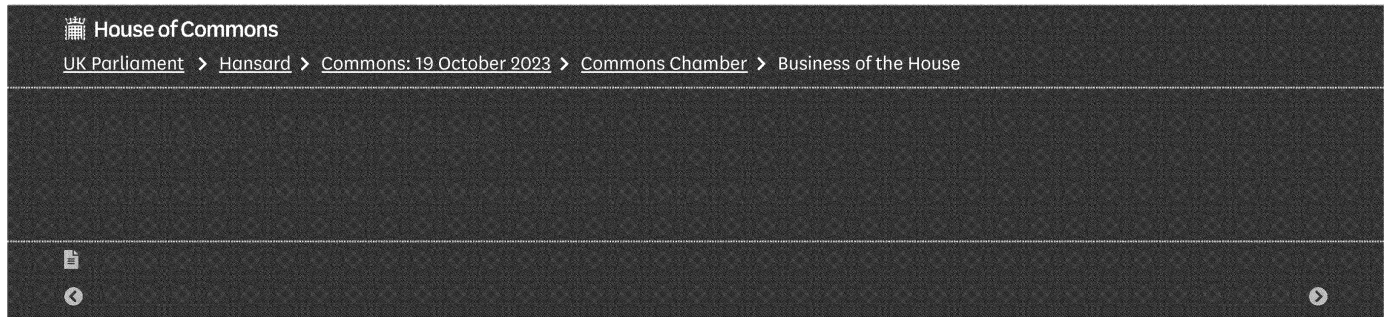 House of Commons
UK Parliament > Hansard > Commons: 19 October 2023 > Commons Chamber > Business of the House